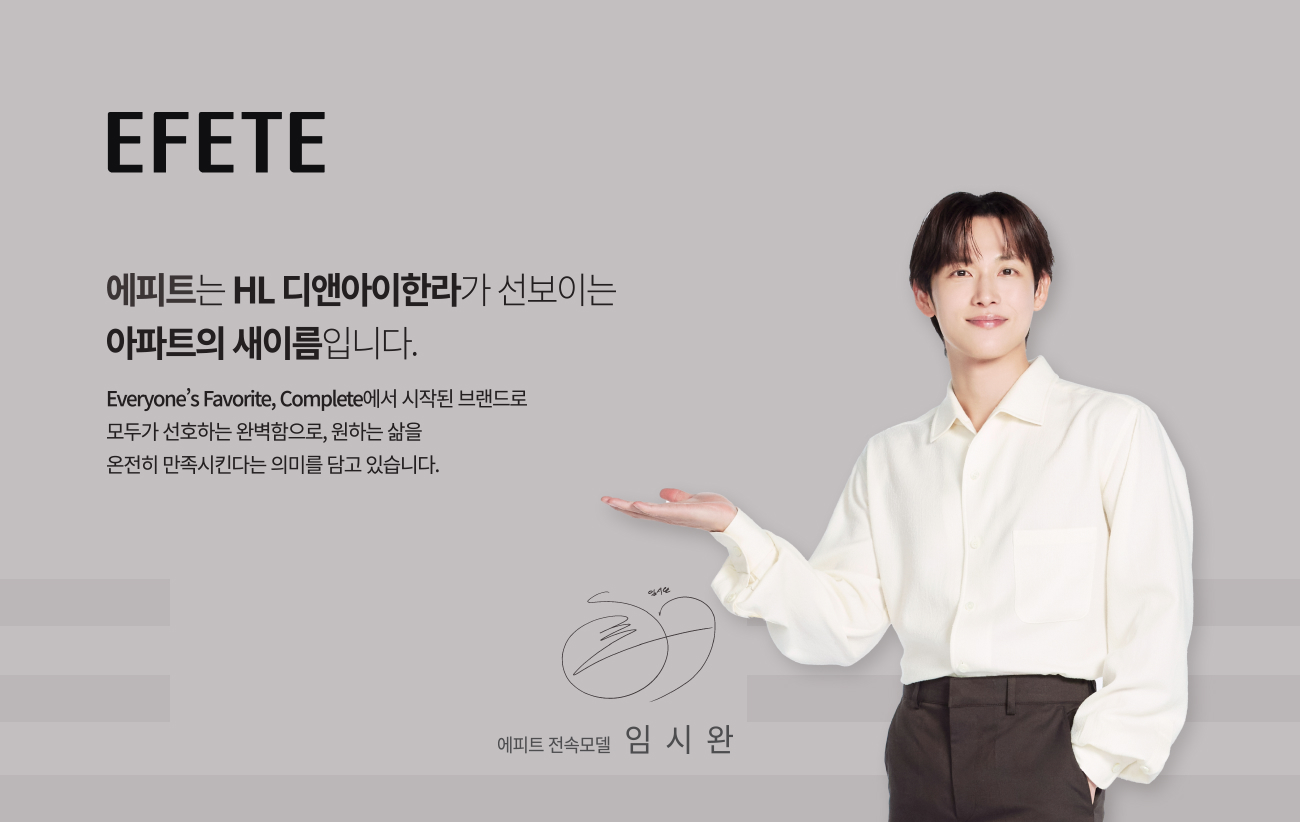 EFETE
에피트는 HL 디앤아이한라가 선보이는
아파트의 새이름입니다.
Everyone’s Favorite, Complete에서 시작된 브랜드로
모두가 선호하는 완벽함으로, 원하는 삶을
온전히 만족시킨다는 의미를 담고 있습니다.
임시완
에피트 전속모델 임 시 완